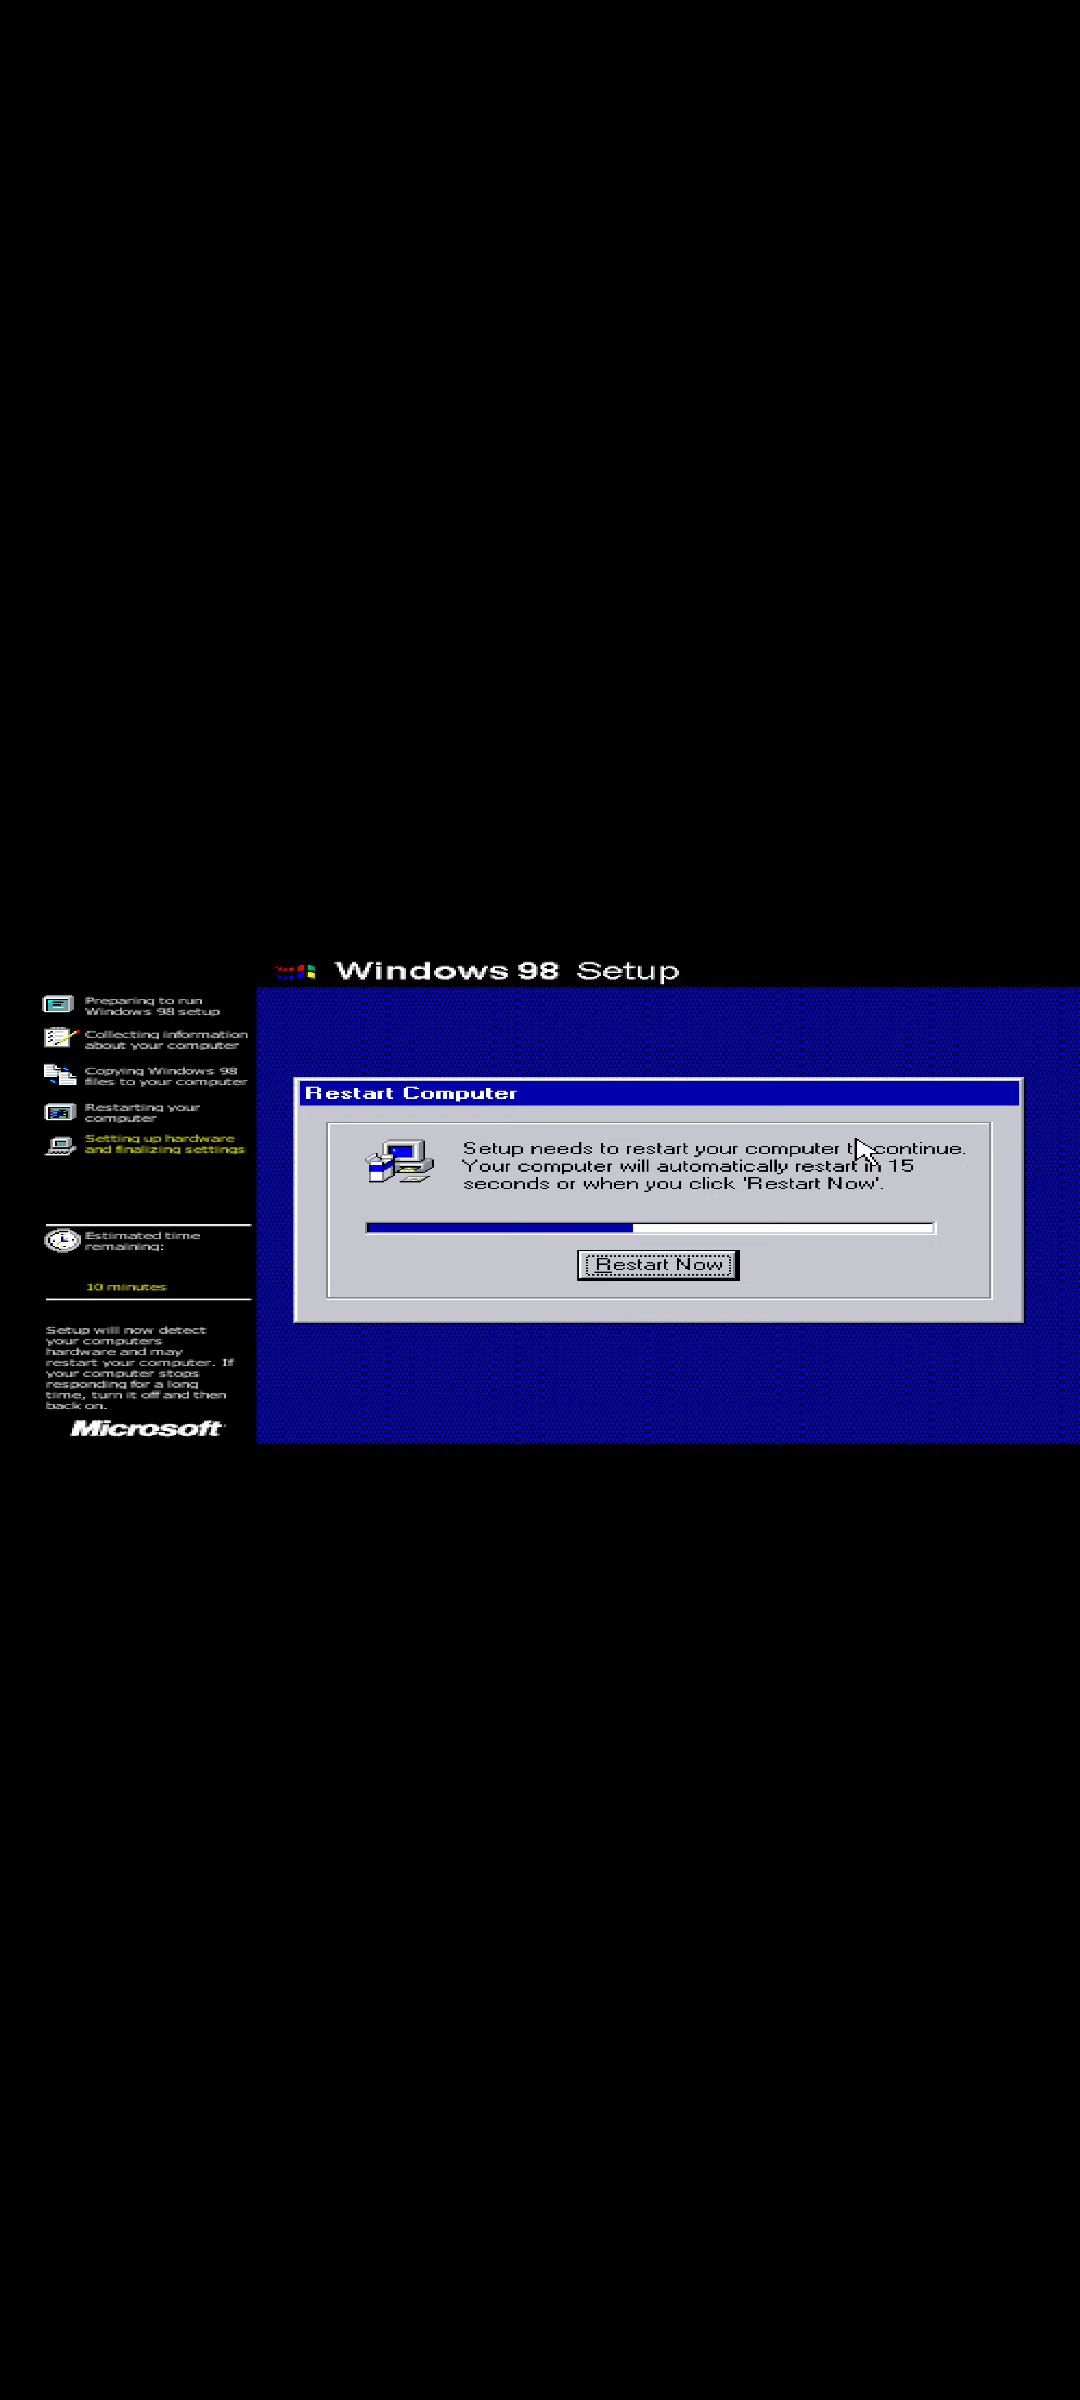 Windows 98 Setup
Preparing to run
Windows 98 setup
Collecting information
about your computer
Copying Windows 98
files to your computer
Restarting your
computer
Setting up hardware
and finalizing settings
Estimated time
remaining:
10 minutes
Setup will now detect
your computers
hardware and may
restart your computer. If
your computer stops
responding for a long
time, turn it off and then
back on.
Microsoft
Restart Computer
Setup needs to restart your computer to continue.
Your computer will automatically restart in 15
seconds or when you click 'Restart Now'.
Restart Now